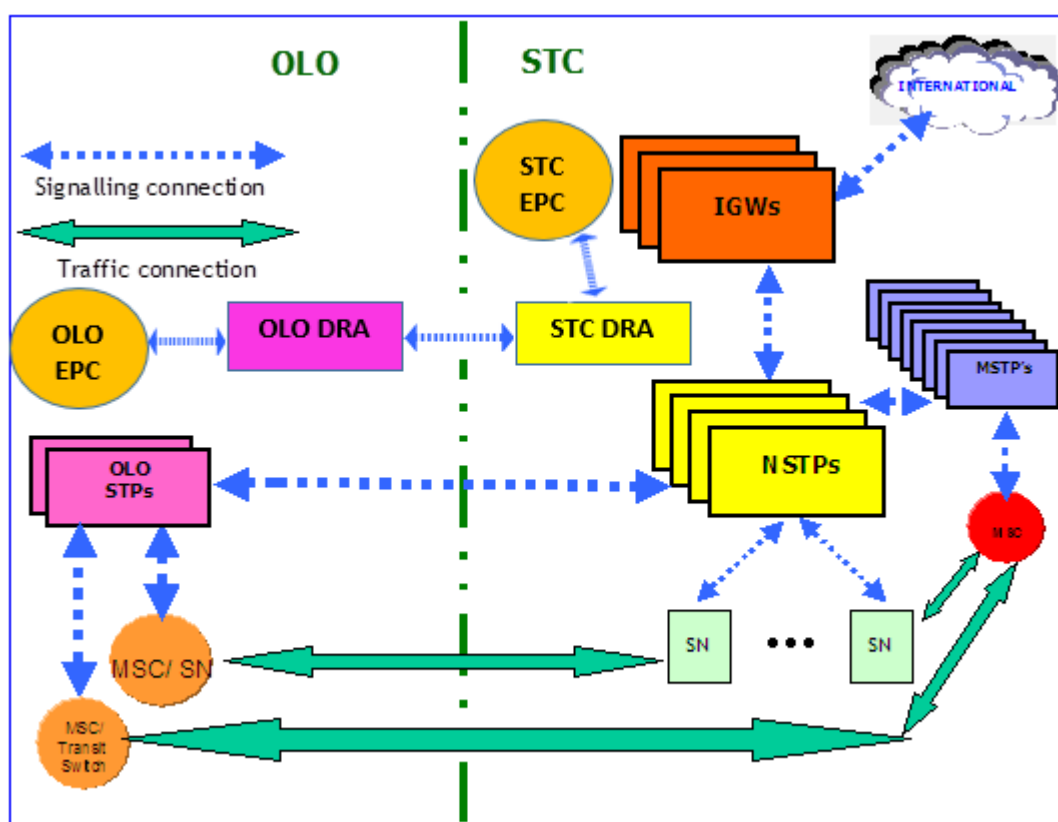 OLO
STC
INTERNATIONAL
Signalling connection
Traffic connection
STC
EPC
IGWs
OLO
EPC
OLO DRA
STC DRA
MSTP's
OLO
STPs
NSTPs
MSC
SN
•••
SN
MSC/ SN
MSC/
Transit
Switch